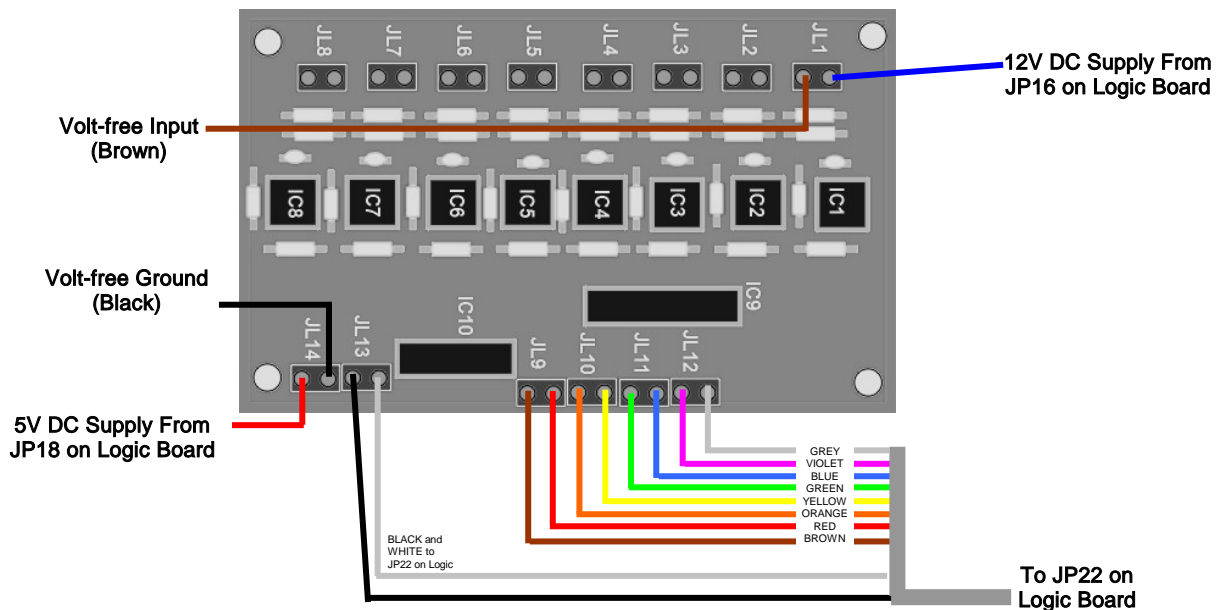 JL8
JL7
JL6
JL5
JL4
JL3
JL2
JL1
12V DC Supply From
JP16 on Logic Board
Volt-free Input
(Brown)
IC8
IC7
IC6
IC5
IC4
IC3
IC2
IC1
Volt-free Ground
(Black)
JL14
JL13
IC10
IC9
JL9
JL10
JL11
JL12
5V DC Supply From
JP18 on Logic Board
GREY
VIOLET
BLUE
GREEN
YELLOW
ORANGE
RED
BROWN
BLACK and
WHITE to
JP22 on Logic
To JP22 on
Logic Board